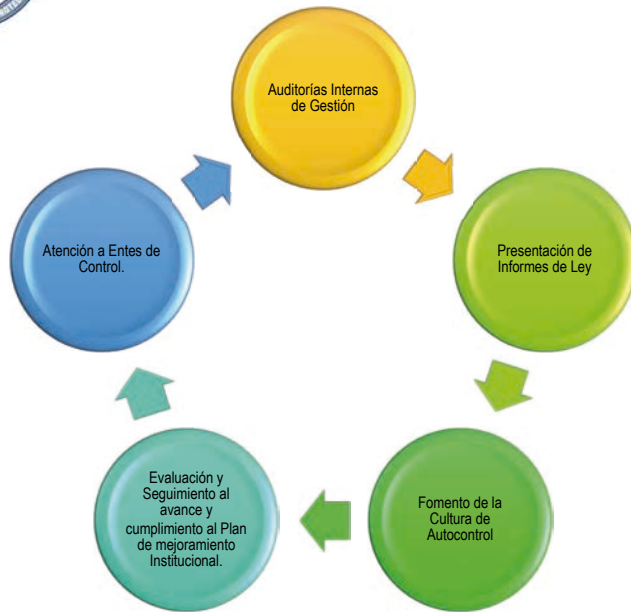 Auditorías Internas
de Gestión
Presentación de
Informes de Ley
Fomento de la
Cultura de
Autocontrol
Evaluación y
Seguimiento al
avance y
cumplimiento al Plan
de mejoramiento
Institucional.
Atención a Entes de
Control.